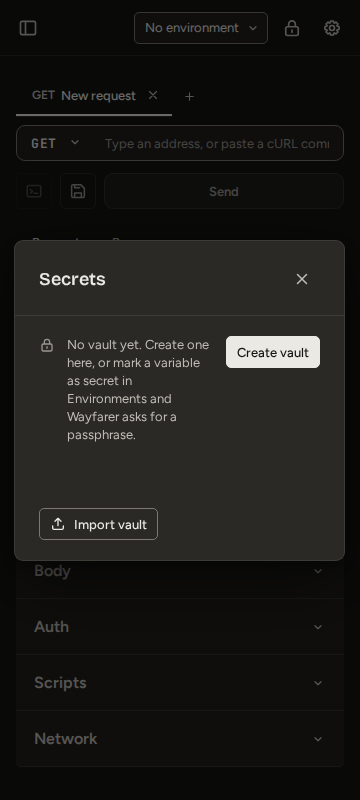 No environment
GET New request
GET
Type an address, or paste a cURL com
Send
Secrets
No vault yet. Create one
here, or mark a variable
as secret in
Environments and
Wayfarer asks for a
passphrase.
Create vault
Import vault
Body
Auth
Scripts
Network